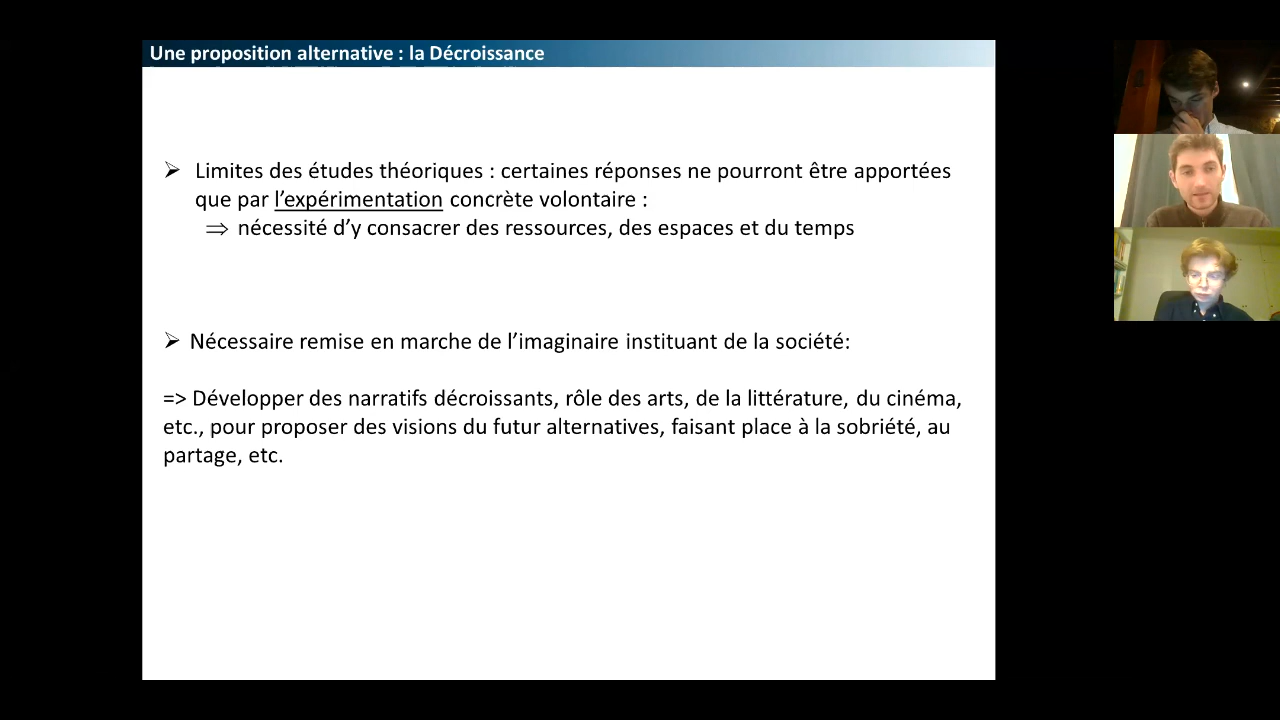 Une proposition alternative : la Décroissance
➢ Limites des études théoriques : certaines réponses ne pourront être apportées
que par l’expérimentation concrète volontaire :
⇒ nécessité d’y consacrer des ressources, des espaces et du temps
➢ Nécessaire remise en marche de l’imaginaire instituant de la société:
=> Développer des narratifs décroissants, rôle des arts, de la littérature, du cinéma,
etc., pour proposer des visions du futur alternatives, faisant place à la sobriété, au
partage, etc.